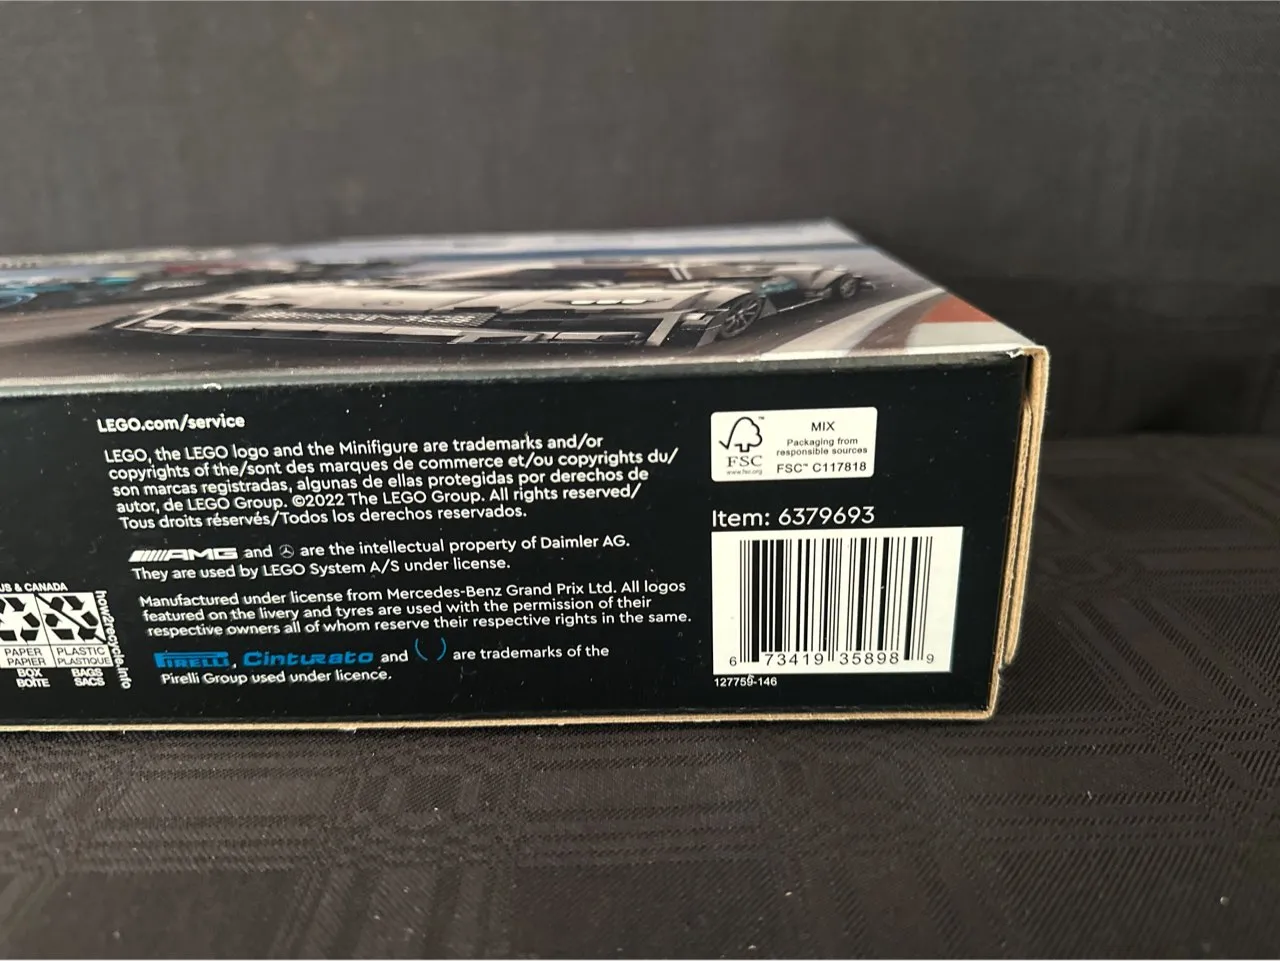 LEGO.com/service
LEGO, the LEGO logo and the Minifigure are trademarks and/or
copyrights of the/sont des marques de commerce et/ou copyrights du/
son marcas registradas, algunas de ellas protegidas por derechos de
autor, de LEGO Group. ©2022 The LEGO Group. All rights reserved/
Tous droits réservés/Todos los derechos reservados.
AMG and are the intellectual property of Daimler AG.
They are used by LEGO System A/S under license.
Manufactured under license from Mercedes-Benz Grand Prix Ltd. All logos
featured on the livery and tyres are used with the permission of their
respective owners all of whom reserve their respective rights in the same.
PIRELLI, Cinturato and ( ) are trademarks of the
Pirelli Group used under licence.
US & CANADA
how2recycle.info
PAPER
PAPIER
BOX
BOÎTE
PLASTIC
PLASTIQUE
BAGS
SACS
FSC™
www.fsc.org
MIX
Packaging from
responsible sources
FSC™ C117818
Item: 6379693
6 73419 35898 9
127759-146